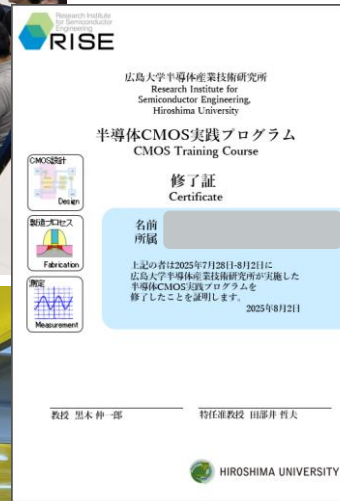 Research Institute
for Semiconductor
Engineering
RISE
広島大学半導体産業技術研究所
Research Institute for
Semiconductor Engineering,
Hiroshima University
半導体CMOS実践プログラム
CMOS Training Course
修了証
Certificate
CMOS設計
Design
製造プロセス
Fabrication
測定
Measurement
名前
所属
上記の者は2025年7月28日-8月2日に
広島大学半導体産業技術研究所が実施した
半導体CMOS実践プログラムを
修了したことを証明します。
2025年8月2日
教授 黒木 伸一郎
特任准教授 田部井 哲夫
HIROSHIMA UNIVERSITY